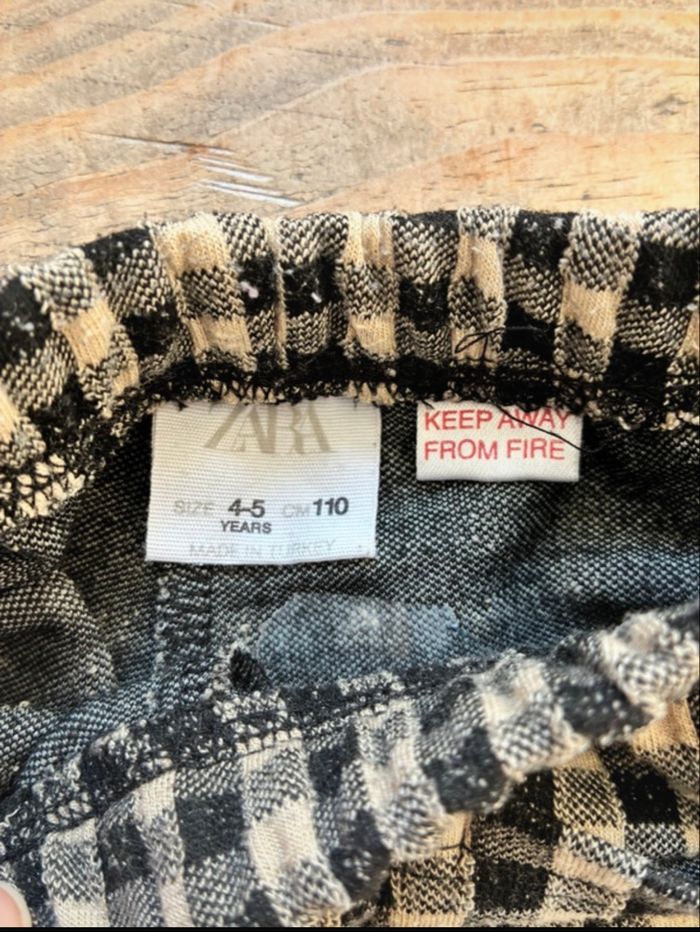 ZARA
SIZE 4-5 CM 110
YEARS
MADE IN TURKEY
KEEP AWAY
FROM FIRE